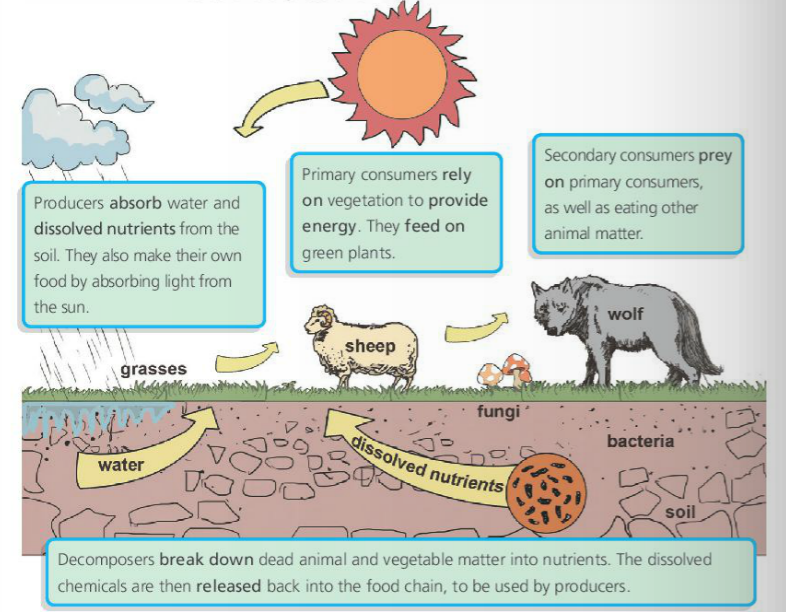 Producers absorb water and
dissolved nutrients from the
soil. They also make their own
food by absorbing light from
the sun.
Primary consumers rely
on vegetation to provide
energy. They feed on
green plants.
Secondary consumers prey
on primary consumers,
as well as eating other
animal matter.
grasses
sheep
wolf
fungi
bacteria
water
dissolved nutrients
soil
Decomposers break down dead animal and vegetable matter into nutrients. The dissolved
chemicals are then released back into the food chain, to be used by producers.